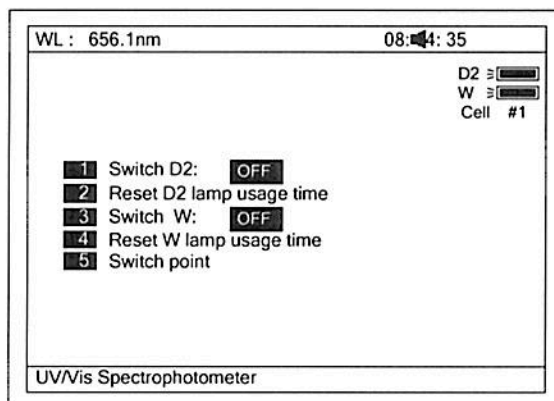 WL : 656.1nm 08: 4: 35
D2
W
Cell #1
1 Switch D2: OFF
2 Reset D2 lamp usage time
3 Switch W: OFF
4 Reset W lamp usage time
5 Switch point
UV/Vis Spectrophotometer